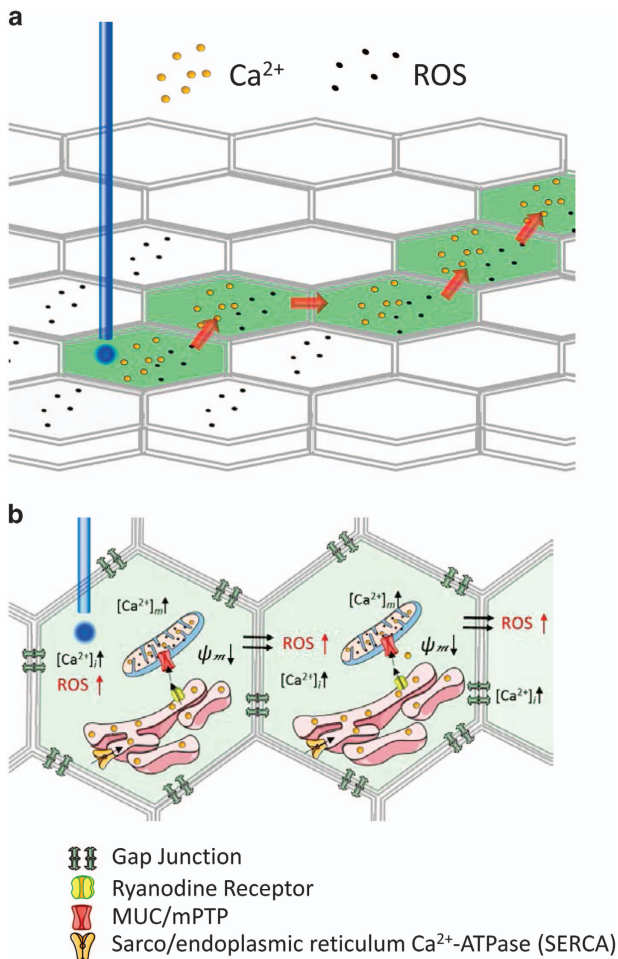 a
Ca²⁺ ROS
b
[Ca²⁺]m↑ [Ca²⁺]m↑
ψm↓ ROS ↑ ψm↓ ROS ↑
[Ca²⁺]i↑ [Ca²⁺]i↑ [Ca²⁺]i↑
ROS ↑
Gap Junction
Ryanodine Receptor
MUC/mPTP
Sarco/endoplasmic reticulum Ca²⁺-ATPase (SERCA)